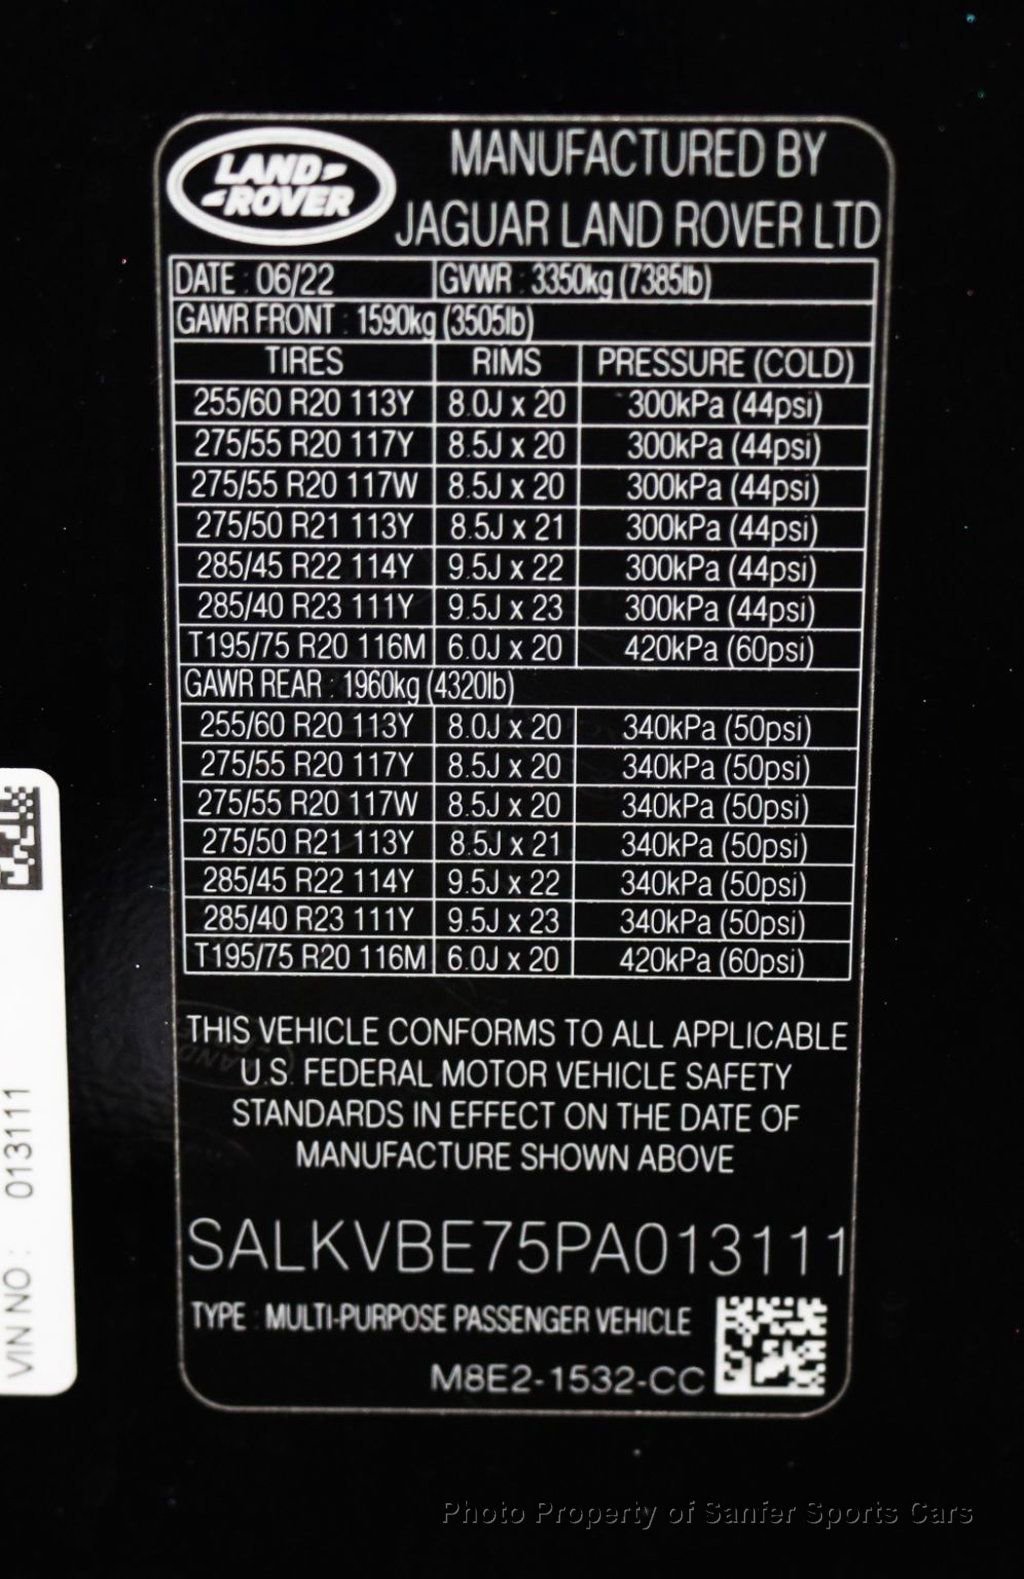 LAND
ROVER
MANUFACTURED BY
JAGUAR LAND ROVER LTD
DATE : 06/22 GVWR : 3350kg (7385lb)
GAWR FRONT : 1590kg (3505lb)
TIRES RIMS PRESSURE (COLD)
255/60 R20 113Y 8.0J x 20 300kPa (44psi)
275/55 R20 117Y 8.5J x 20 300kPa (44psi)
275/55 R20 117W 8.5J x 20 300kPa (44psi)
275/50 R21 113Y 8.5J x 21 300kPa (44psi)
285/45 R22 114Y 9.5J x 22 300kPa (44psi)
285/40 R23 111Y 9.5J x 23 300kPa (44psi)
T195/75 R20 116M 6.0J x 20 420kPa (60psi)
GAWR REAR : 1960kg (4320lb)
255/60 R20 113Y 8.0J x 20 340kPa (50psi)
275/55 R20 117Y 8.5J x 20 340kPa (50psi)
275/55 R20 117W 8.5J x 20 340kPa (50psi)
275/50 R21 113Y 8.5J x 21 340kPa (50psi)
285/45 R22 114Y 9.5J x 22 340kPa (50psi)
285/40 R23 111Y 9.5J x 23 340kPa (50psi)
T195/75 R20 116M 6.0J x 20 420kPa (60psi)
THIS VEHICLE CONFORMS TO ALL APPLICABLE
U.S. FEDERAL MOTOR VEHICLE SAFETY
STANDARDS IN EFFECT ON THE DATE OF
MANUFACTURE SHOWN ABOVE
SALKVBE75PA013111
TYPE : MULTI-PURPOSE PASSENGER VEHICLE
M8E2-1532-CC
VIN NO : 013111
Photo Property of Sanfer Sports Cars